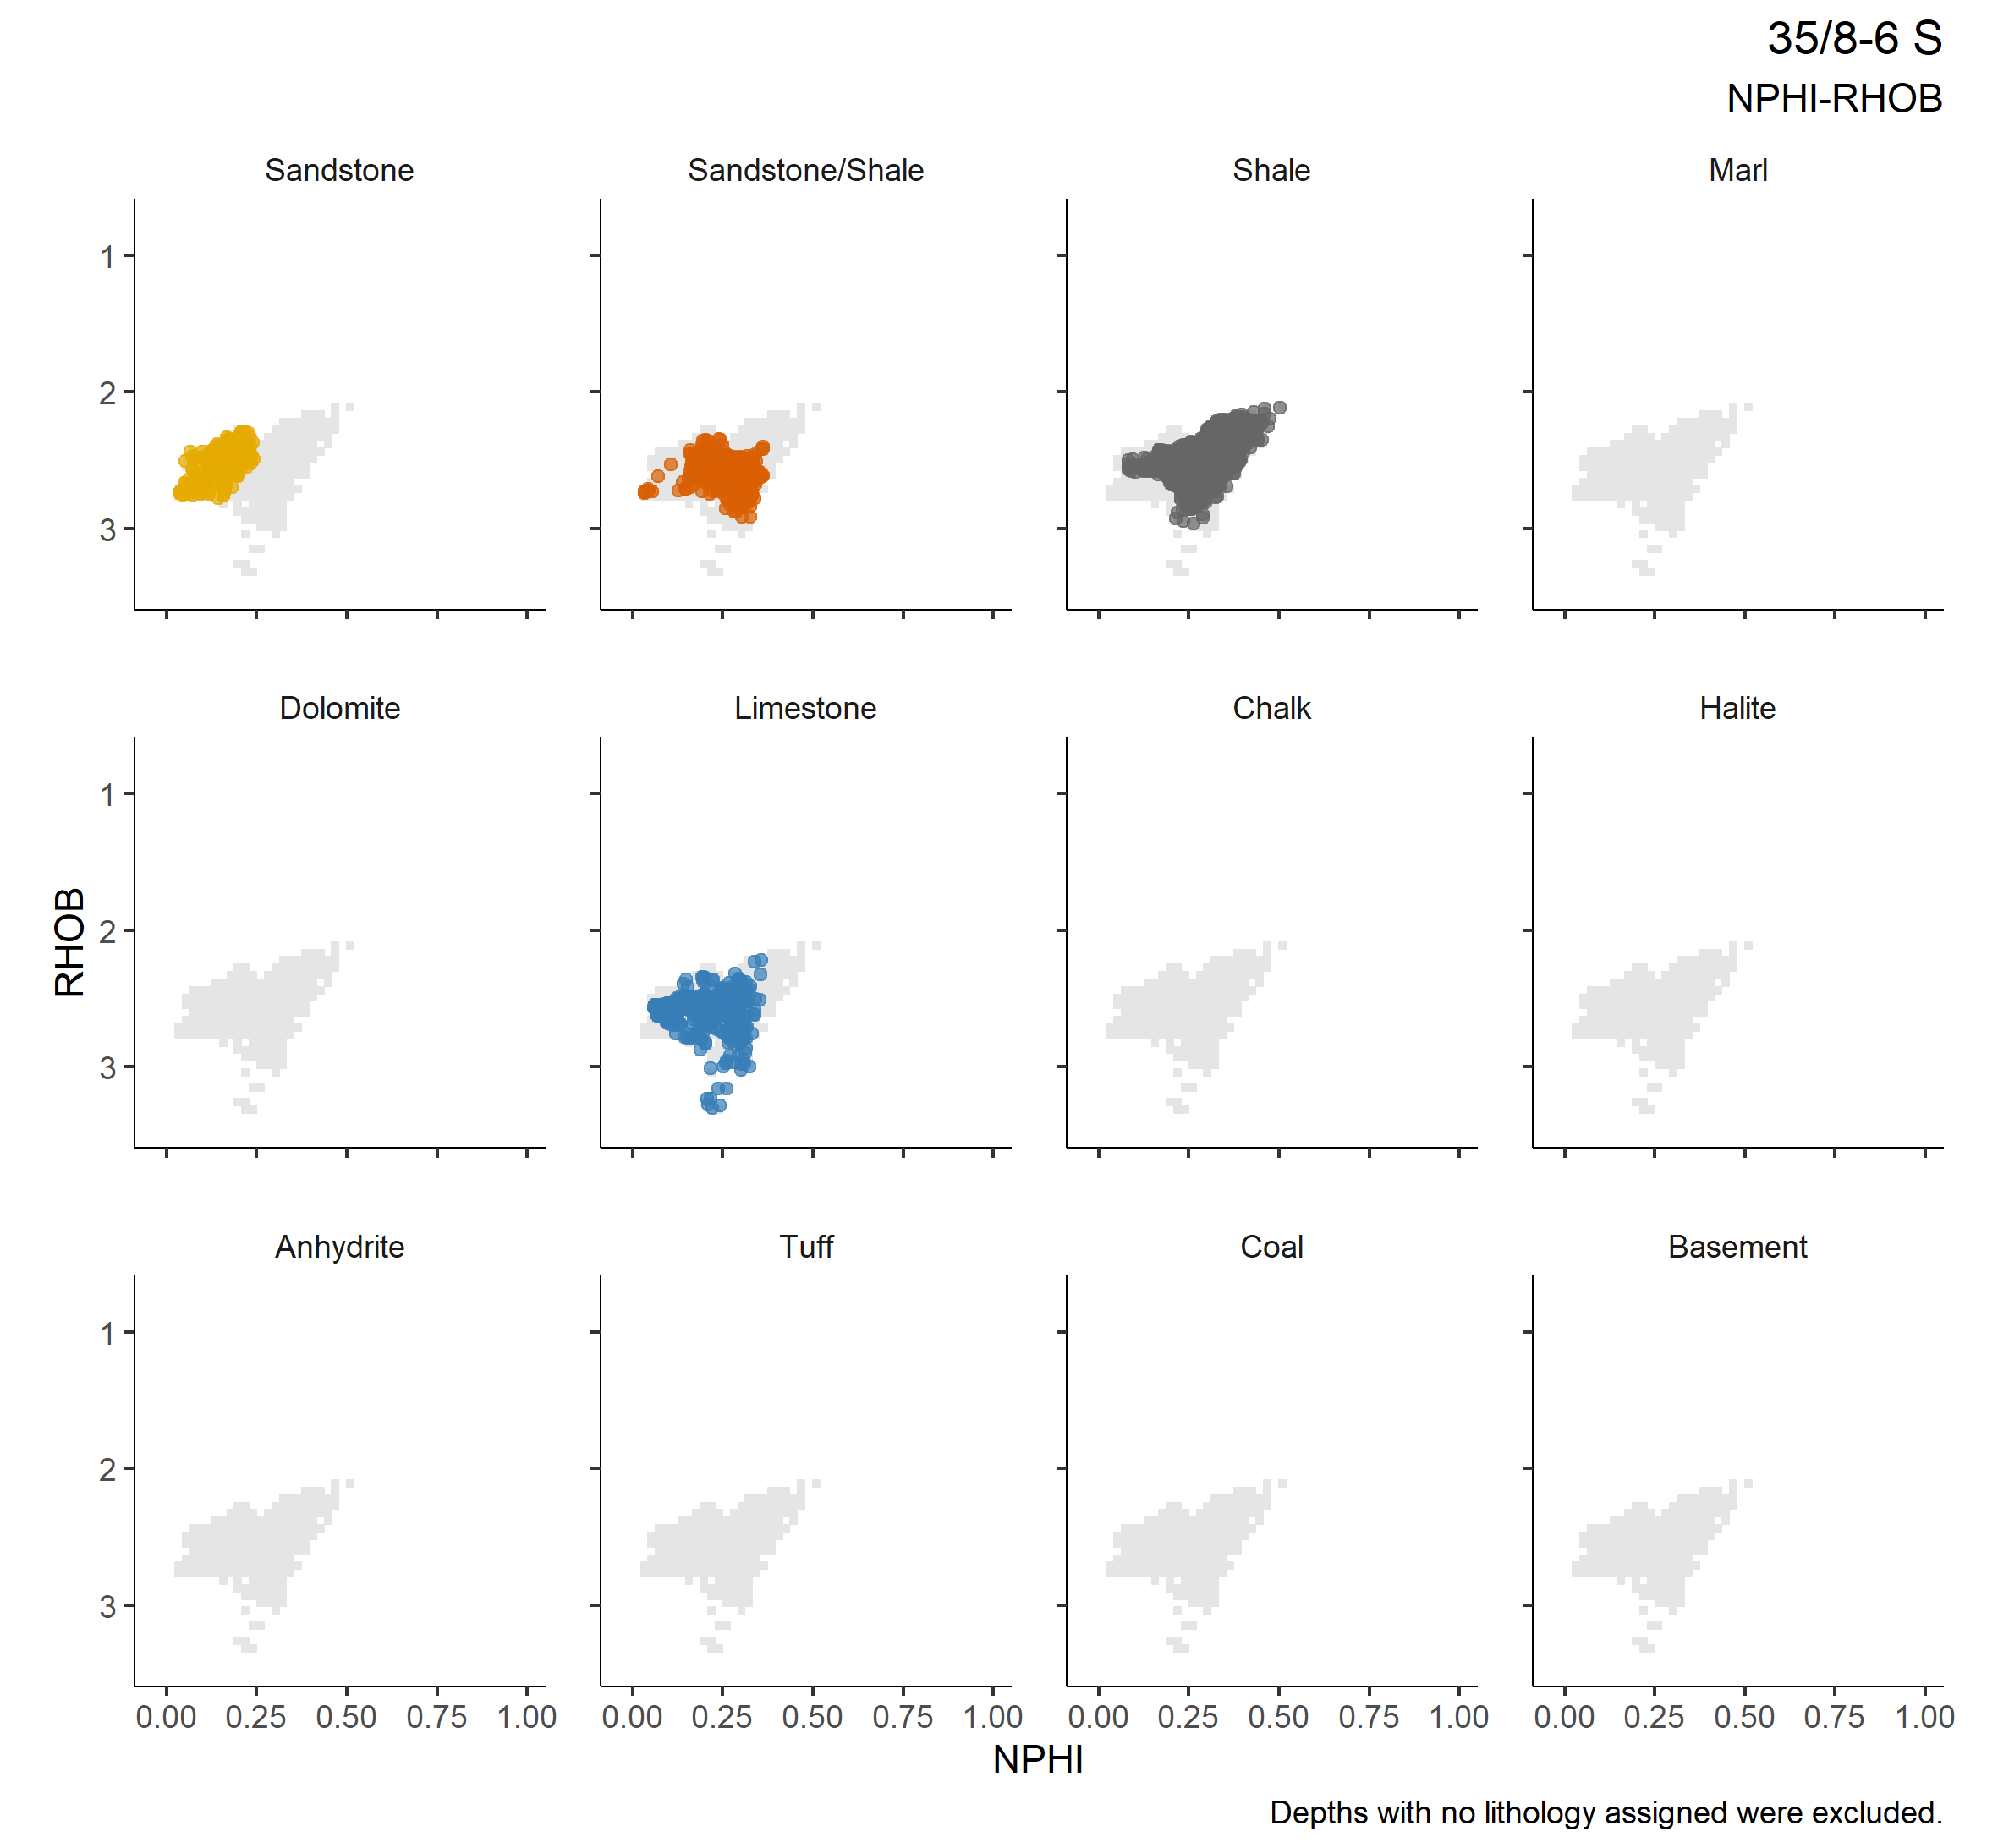 35/8-6 S
NPHI-RHOB
Sandstone
Sandstone/Shale
Shale
Marl
1
2
3
Dolomite
Limestone
Chalk
Halite
1
2
3
RHOB
Anhydrite
Tuff
Coal
Basement
1
2
3
0.00 0.25 0.50 0.75 1.00
0.00 0.25 0.50 0.75 1.00
0.00 0.25 0.50 0.75 1.00
0.00 0.25 0.50 0.75 1.00
NPHI
Depths with no lithology assigned were excluded.